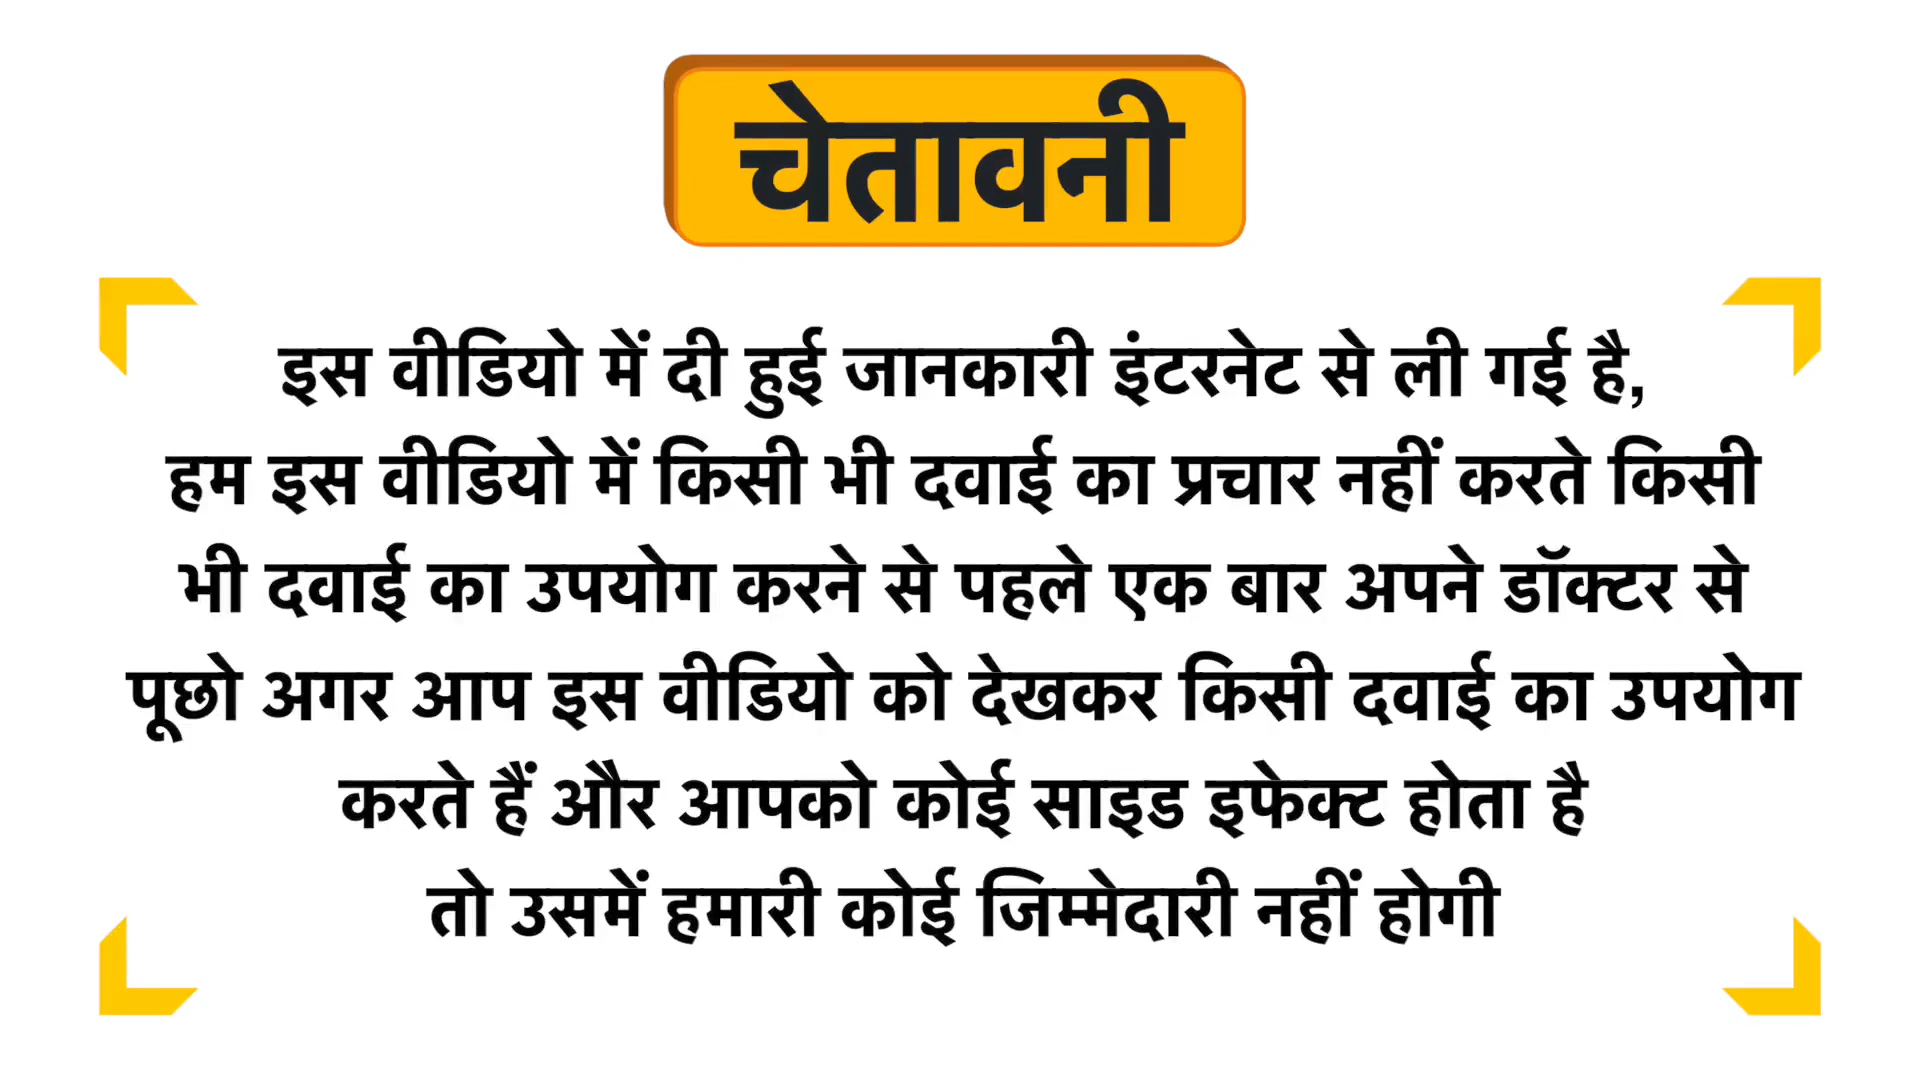 चेतावनी
इस वीडियो में दी हुई जानकारी इंटरनेट से ली गई है,
हम इस वीडियो में किसी भी दवाई का प्रचार नहीं करते किसी
भी दवाई का उपयोग करने से पहले एक बार अपने डॉक्टर से
पूछो अगर आप इस वीडियो को देखकर किसी दवाई का उपयोग
करते हैं और आपको कोई साइड इफेक्ट होता है
तो उसमें हमारी कोई जिम्मेदारी नहीं होगी